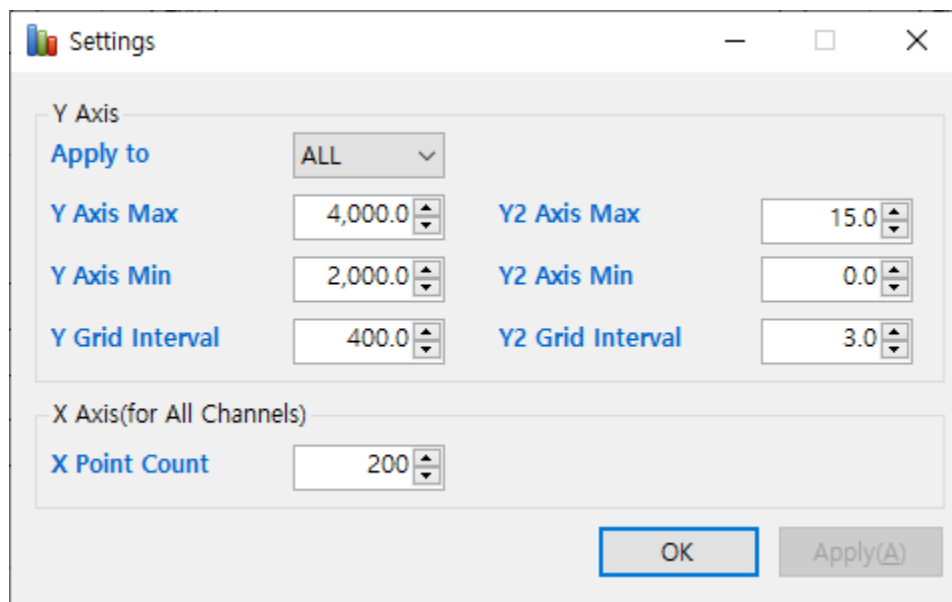 Settings
Y Axis
Apply to ALL
Y Axis Max 4,000.0 Y2 Axis Max 15.0
Y Axis Min 2,000.0 Y2 Axis Min 0.0
Y Grid Interval 400.0 Y2 Grid Interval 3.0
X Axis(for All Channels)
X Point Count 200
OK Apply(A)